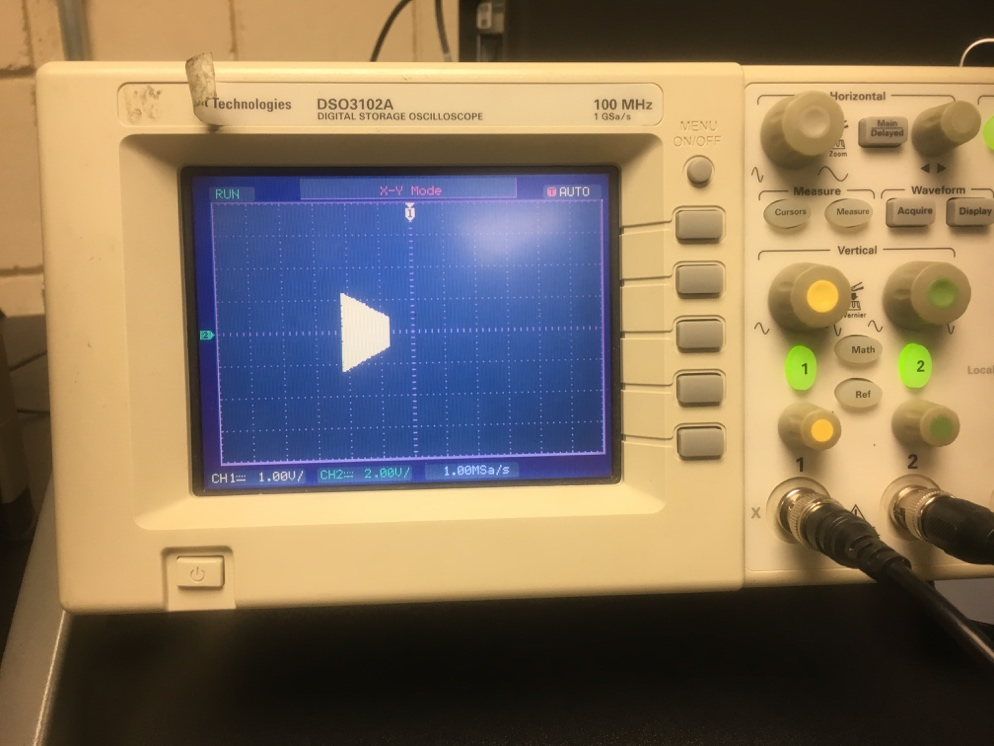 Technologies DSO3102A 100 MHz
DIGITAL STORAGE OSCILLOSCOPE 1 GSa/s
MENU
ON/OFF
RUN X-Y Mode T AUTO
1
2
CH1 1.00V/ CH2 2.00V/ 1.00MSa/s
Horizontal
Main
Delayed
Zoom
Measure Waveform
Cursors Measure Acquire Display
Vertical
Vernier
Math
1 2
Local
Ref
1 2
X